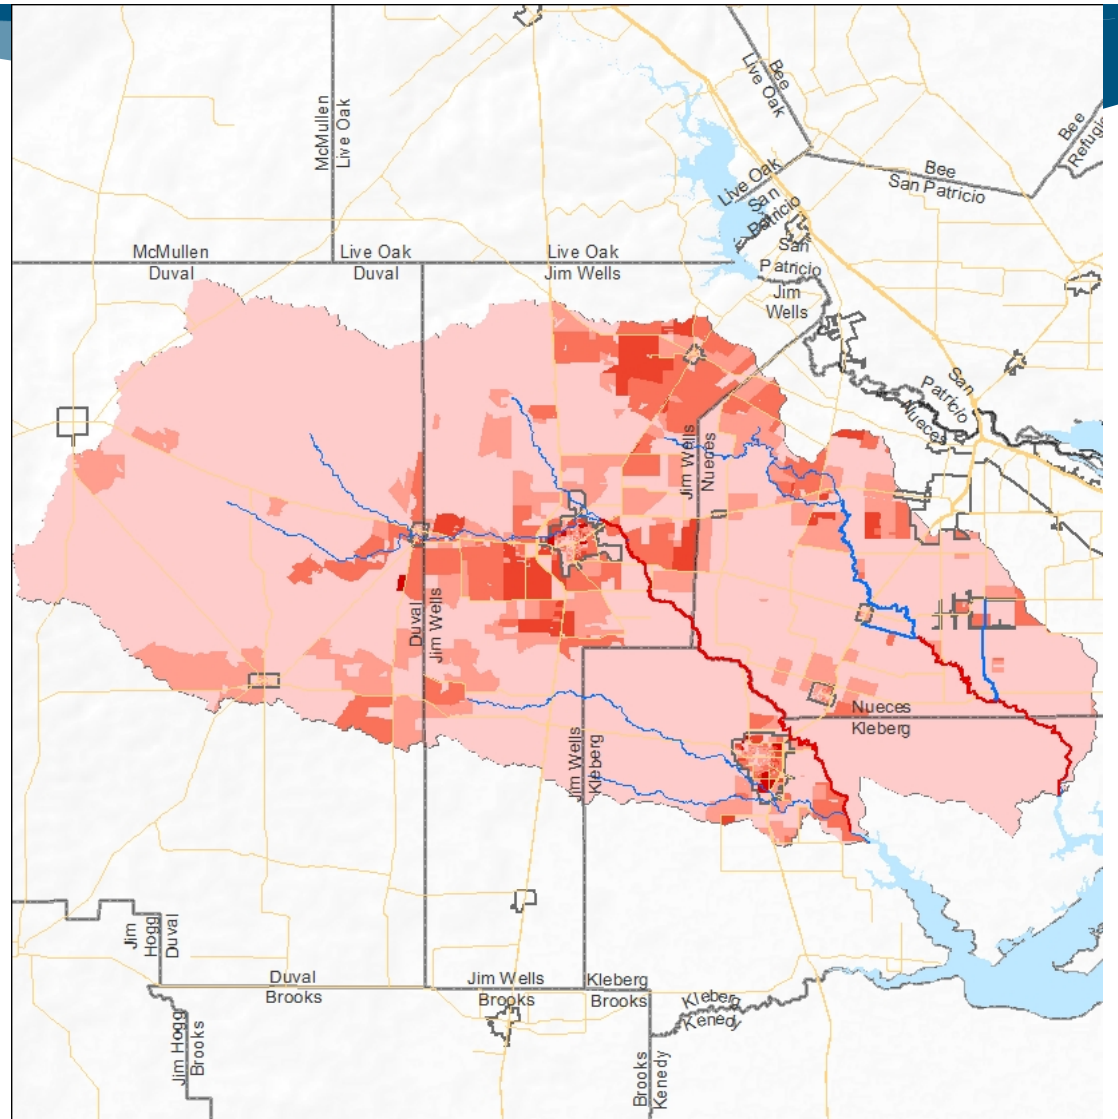 McMullen
Live Oak
Bee
Live Oak
Bee
Refugio
Bee
San Patricio
Live Oak
San
Patricio
McMullen
Duval
Live Oak
Duval
Live Oak
Jim Wells
San
Patricio
Jim
Wells
San
Patricio
Nueces
Jim Wells
Nueces
Duval
Jim Wells
Nueces
Kleberg
Jim Wells
Kleberg
Jim
Hogg
Duval
Duval
Brooks
Jim Wells
Brooks
Kleberg
Brooks
Kleberg
Kenedy
Jim Hogg
Brooks
Brooks
Kenedy